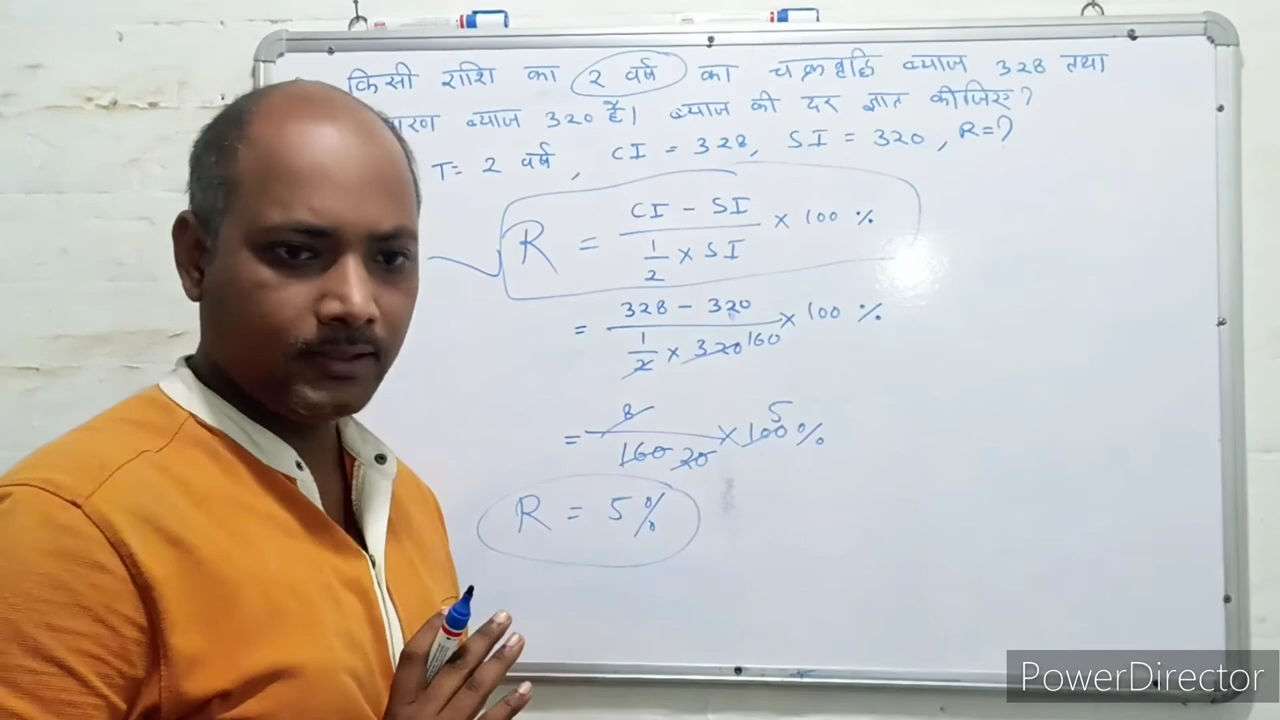 किसी राशि का 2 वर्ष का चक्रवृद्धि ब्याज 328 तथा
ब्याज 320 है। ब्याज की दर ज्ञात कीजिए?
T= 2 वर्ष, CI = 328, SI = 320, R=?
R = (CI - SI)/(1/2 × SI) × 100 %
= (328 - 320)/(1/2 × 320 160) × 100 %
= 8/(160 20) × 100 5 %
R = 5%
PowerDirector